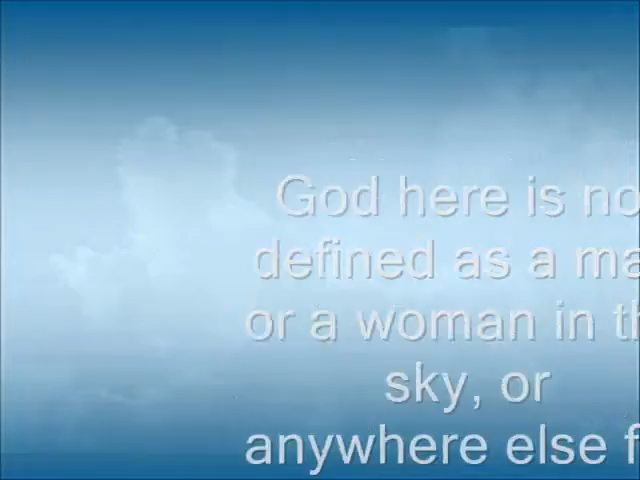 God here is no
defined as a ma
or a woman in th
sky, or
anywhere else f